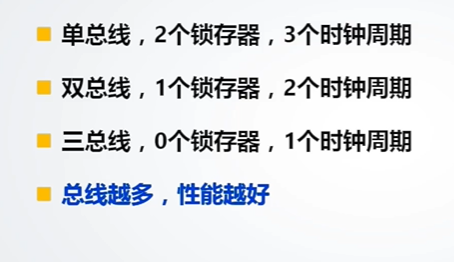 单总线，2个锁存器，3个时钟周期
双总线，1个锁存器，2个时钟周期
三总线，0个锁存器，1个时钟周期
总线越多，性能越好